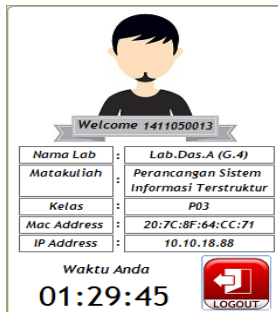 Welcome 1411050013
Nama Lab : Lab.Das.A (G.4)
Matakuliah : Perancangan Sistem
Informasi Terstruktur
Kelas : P03
Mac Address : 20:7C:8F:64:CC:71
IP Address : 10.10.18.88
Waktu Anda
01:29:45
LOGOUT